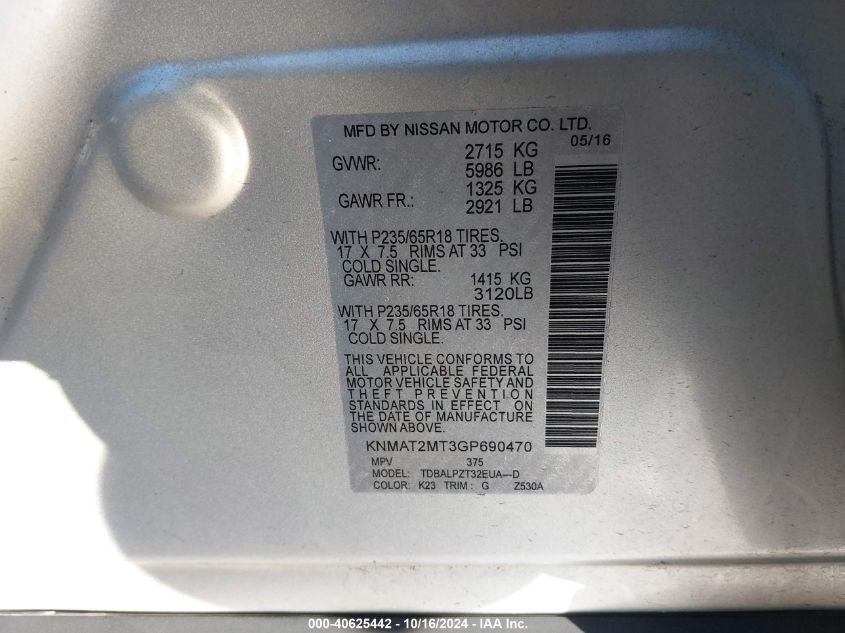 MFD BY NISSAN MOTOR CO. LTD.
05/16
GVWR: 2715 KG
5986 LB
GAWR FR.: 1325 KG
2921 LB
WITH P235/65R18 TIRES.
17 X 7.5 RIMS AT 33 PSI
COLD SINGLE.
GAWR RR: 1415 KG
3120LB
WITH P235/65R18 TIRES.
17 X 7.5 RIMS AT 33 PSI
COLD SINGLE.
THIS VEHICLE CONFORMS TO
ALL APPLICABLE FEDERAL
MOTOR VEHICLE SAFETY AND
THEFT PREVENTION
STANDARDS IN EFFECT ON
THE DATE OF MANUFACTURE
SHOWN ABOVE.
KNMAT2MT3GP690470
MPV 375
MODEL: TDBALPZT32EUA---D
COLOR: K23 TRIM: G Z530A
000-40625442 - 10/16/2024 - IAA Inc.